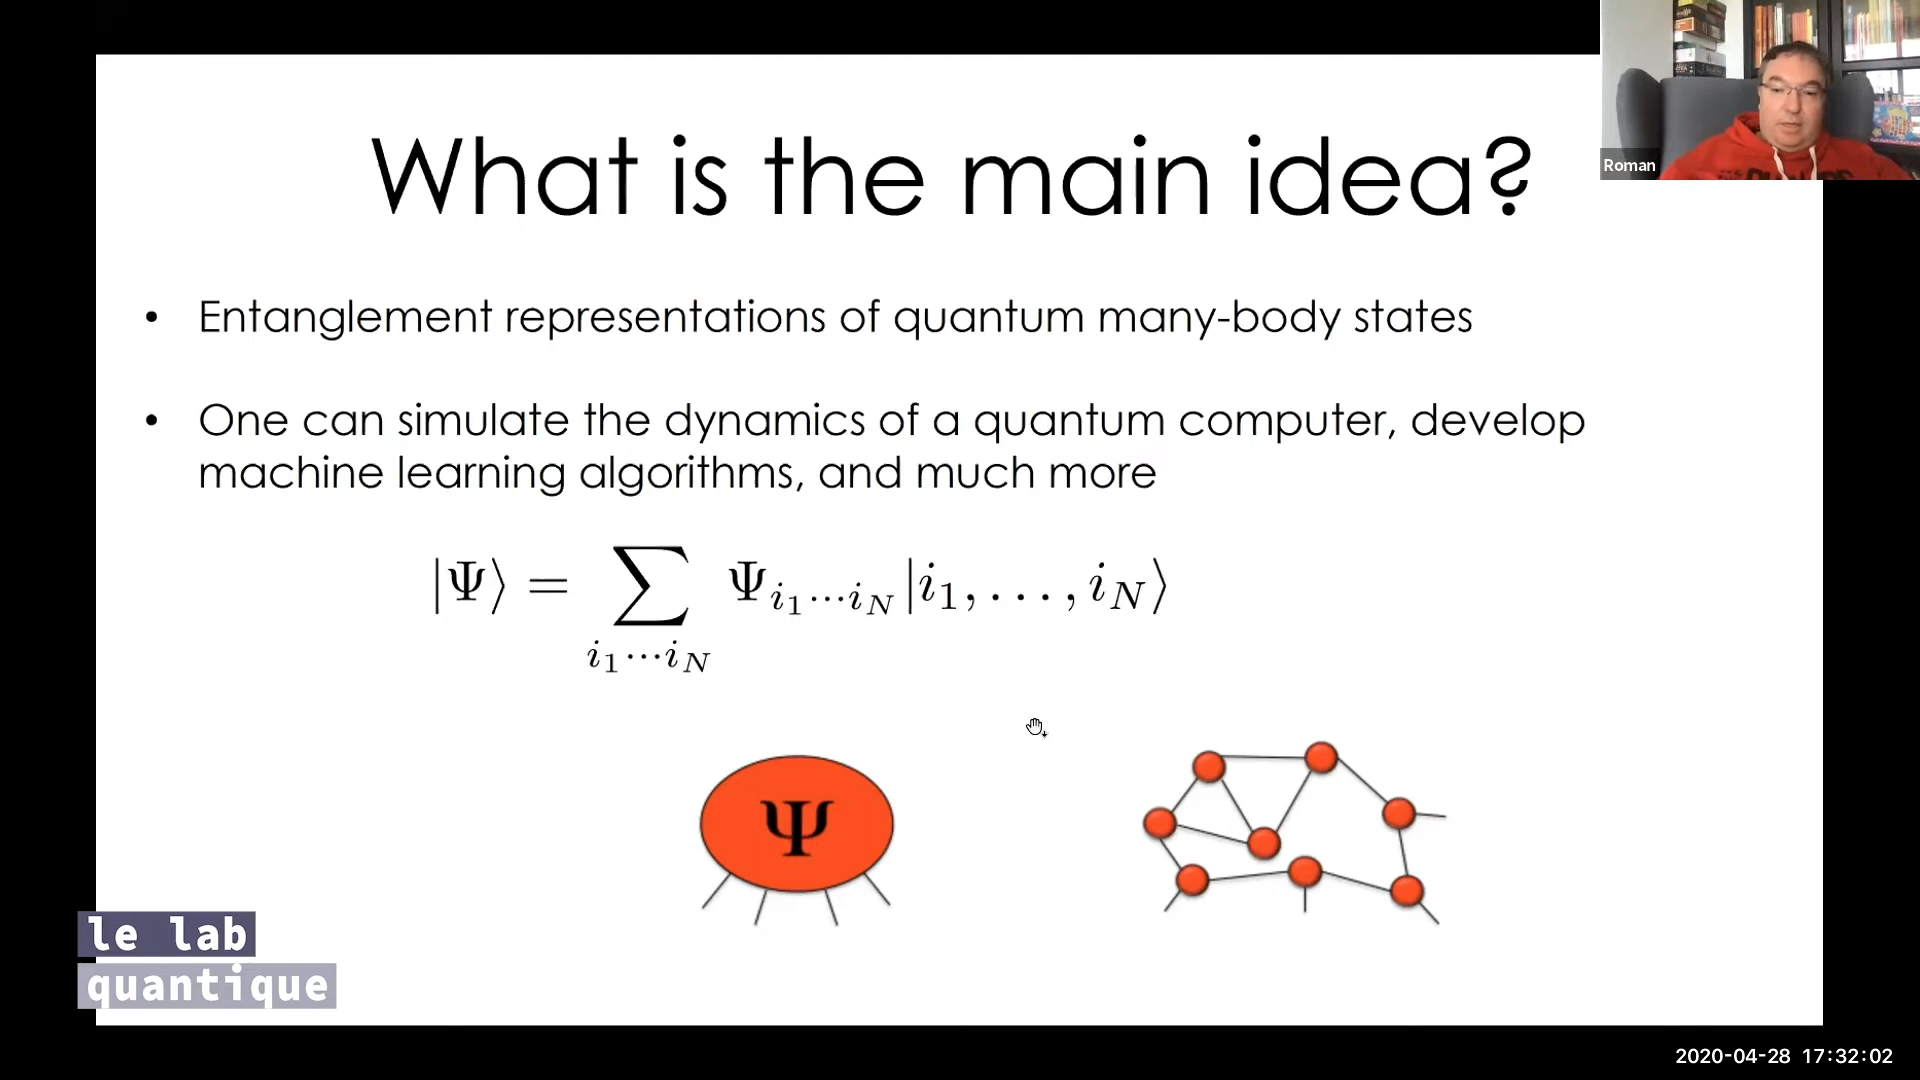 What is the main idea?
Roman
• Entanglement representations of quantum many-body states
• One can simulate the dynamics of a quantum computer, develop
machine learning algorithms, and much more
|Ψ⟩ = ∑ Ψ_{i_1⋯i_N} |i_1, . . . , i_N⟩
i_1⋯i_N
Ψ
le lab
quantique
2020-04-28 17:32:02